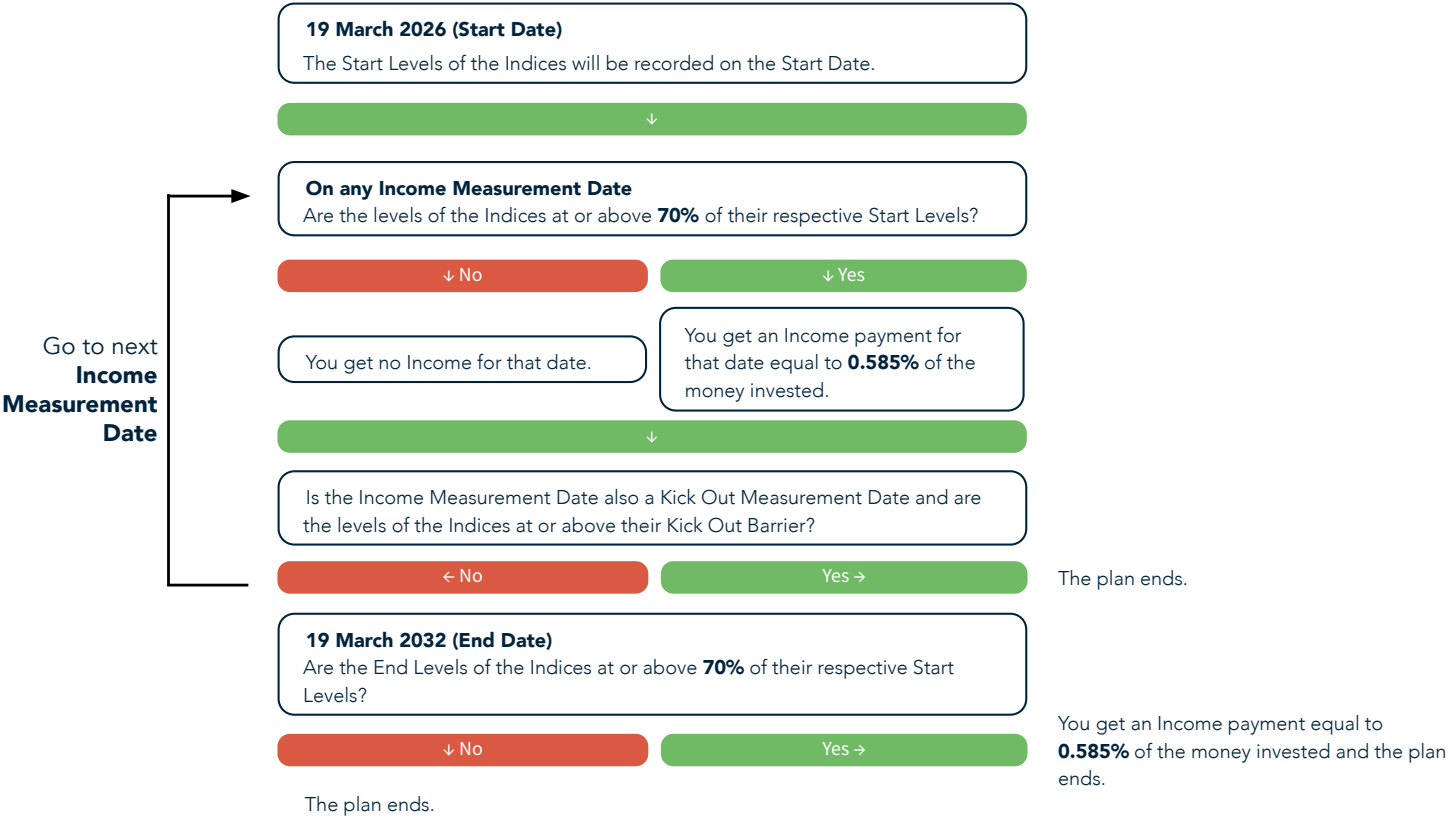 19 March 2026 (Start Date)
The Start Levels of the Indices will be recorded on the Start Date.
↓
On any Income Measurement Date
Are the levels of the Indices at or above 70% of their respective Start Levels?
↓ No
↓ Yes
You get no Income for that date.
You get an Income payment for
that date equal to 0.585% of the
money invested.
Go to next
Income
Measurement
Date
↓
Is the Income Measurement Date also a Kick Out Measurement Date and are
the levels of the Indices at or above their Kick Out Barrier?
← No
Yes →
The plan ends.
19 March 2032 (End Date)
Are the End Levels of the Indices at or above 70% of their respective Start
Levels?
↓ No
Yes →
You get an Income payment equal to
0.585% of the money invested and the plan
ends.
The plan ends.